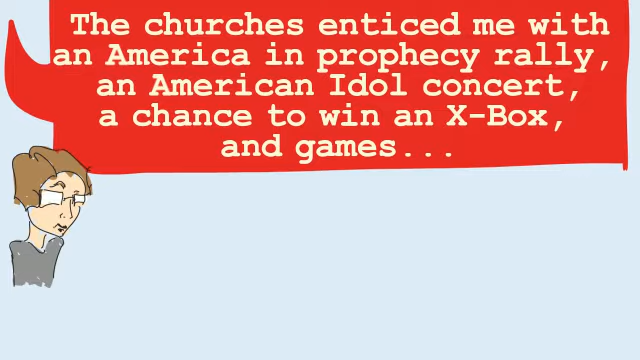 The churches enticed me with
an America in prophecy rally,
an American Idol concert,
a chance to win an X-Box,
and games...